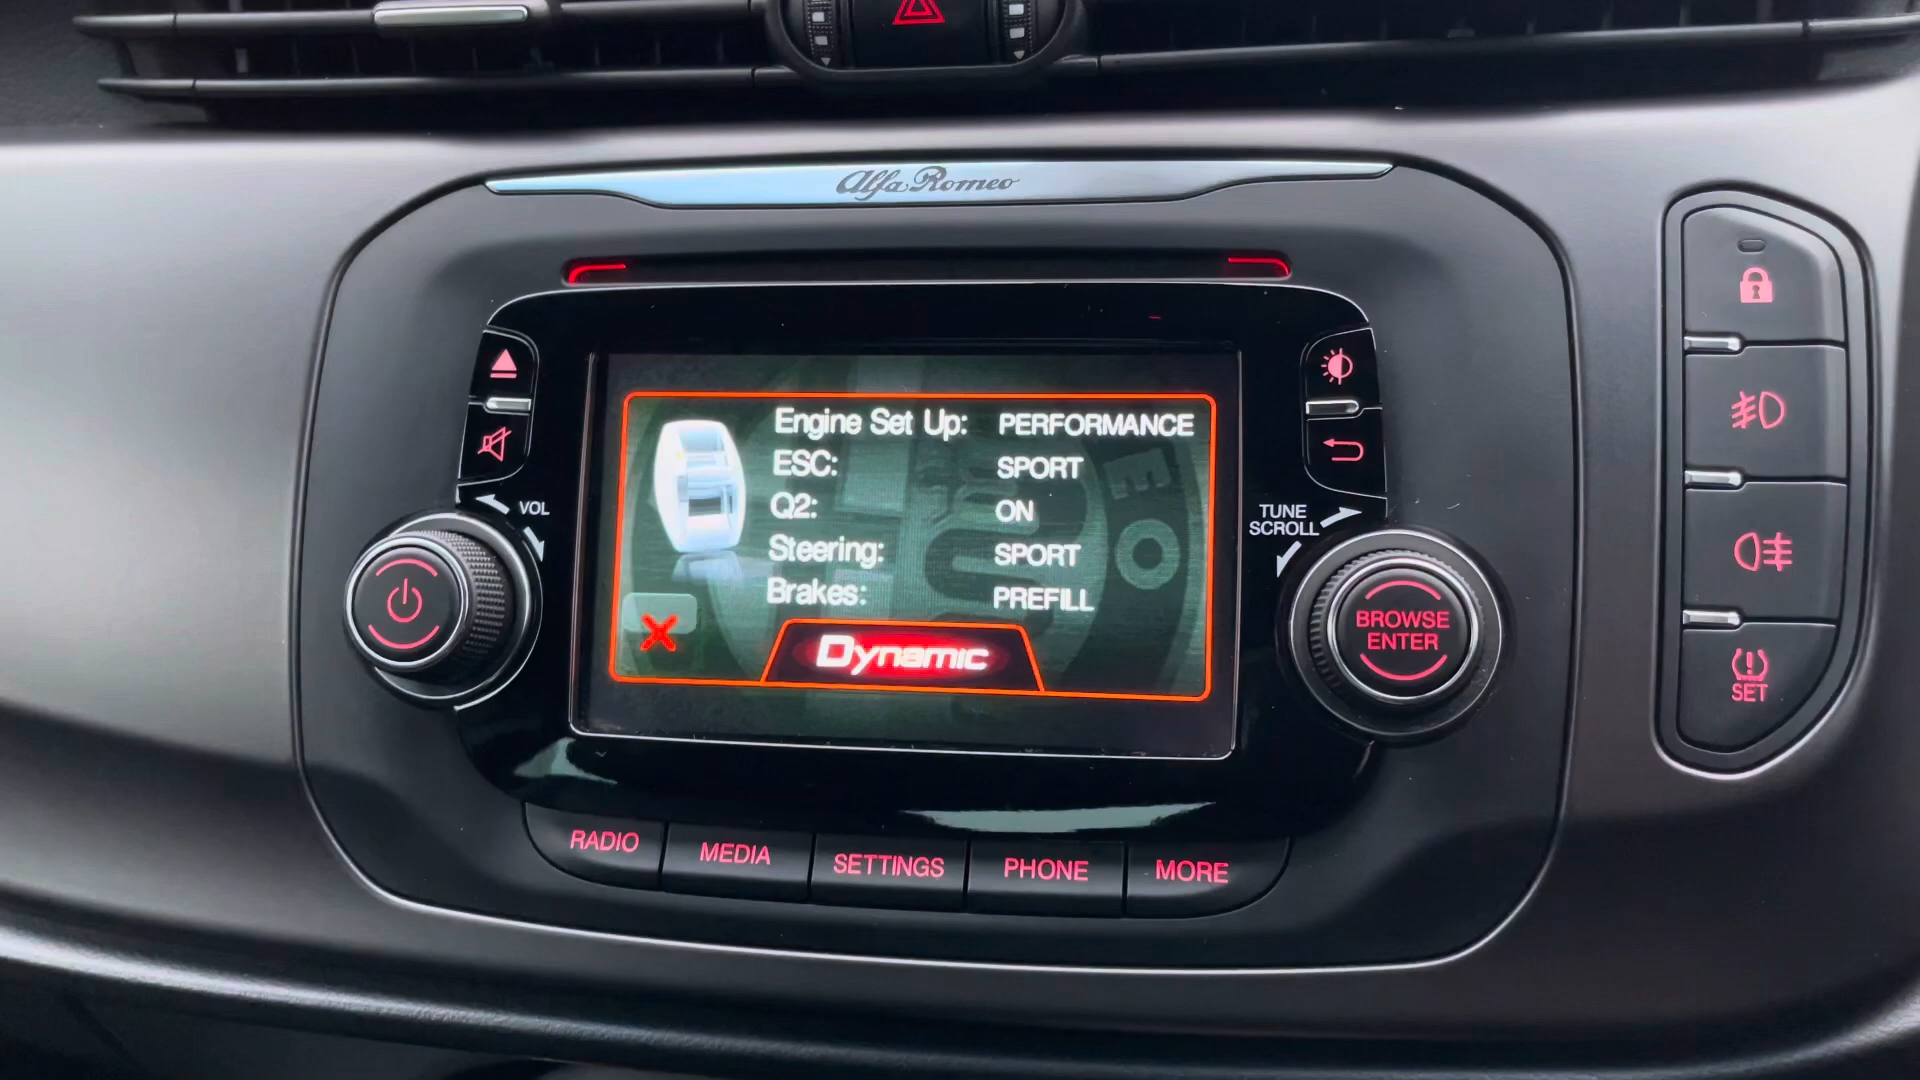 Alfa Romeo
Engine Set Up: PERFORMANCE
ESC: SPORT
Q2: ON
Steering: SPORT
Brakes: PREFILL
Dynamic
VOL
TUNE
SCROLL
BROWSE
ENTER
SET
RADIO
MEDIA
SETTINGS
PHONE
MORE